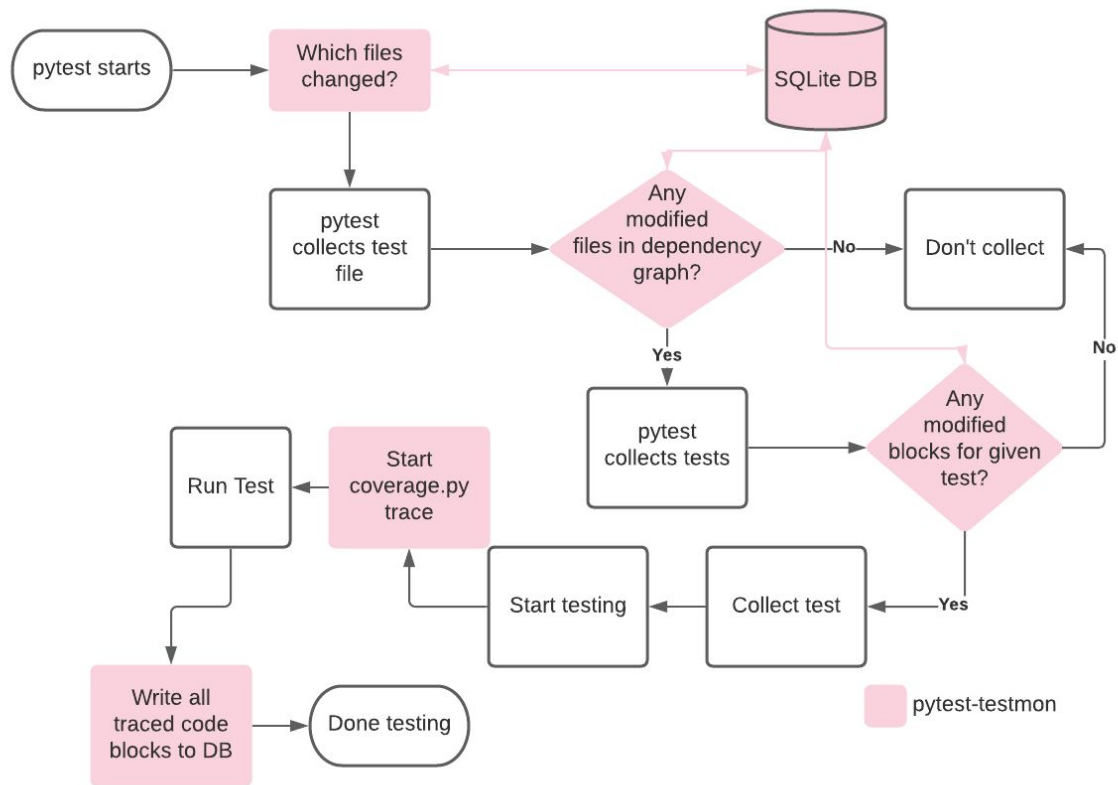 pytest starts
Which files
changed?
SQLite DB
pytest
collects test
file
Any
modified
files in dependency
graph?
No
Don't collect
Yes
No
pytest
collects tests
Any
modified
blocks for given
test?
Run Test
Start
coverage.py
trace
Start testing
Collect test
Yes
Write all
traced code
blocks to DB
Done testing
pytest-testmon